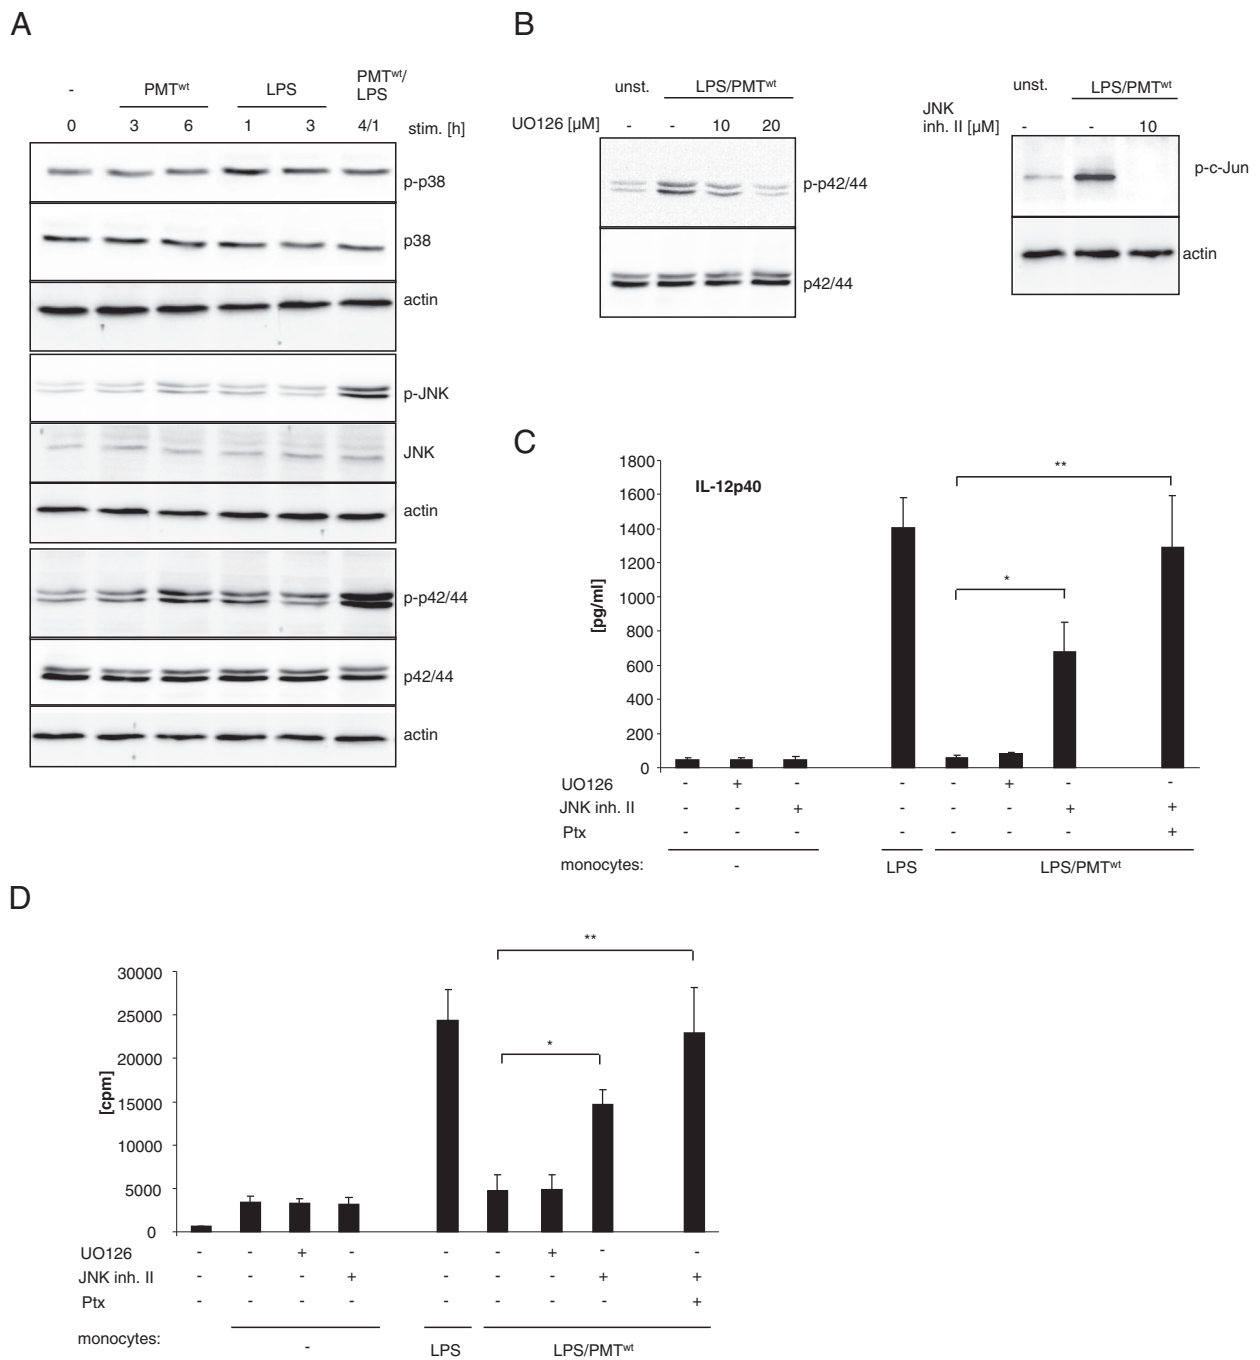 A
- PMTwt LPS PMTwt/
LPS
0 3 6 1 3 4/1 stim. [h]
p-p38
p38
actin
p-JNK
JNK
actin
p-p42/44
p42/44
actin
B
unst. LPS/PMTwt
UO126 [µM] - - 10 20
p-p42/44
p42/44
unst. LPS/PMTwt
JNK
inh. II [µM] - - 10
p-c-Jun
actin
C
IL-12p40
[pg/ml]
1800
1600
1400
1200
1000
800
600
400
200
0
*
**
UO126 - + - - - + - -
JNK inh. II - - + - - - + +
Ptx - - - - - - - +
monocytes: - LPS LPS/PMTwt
D
[cpm]
30000
25000
20000
15000
10000
5000
0
*
**
UO126 - - + - - - + - -
JNK inh. II - - - + - - - + +
Ptx - - - - - - - - +
monocytes: - LPS LPS/PMTwt